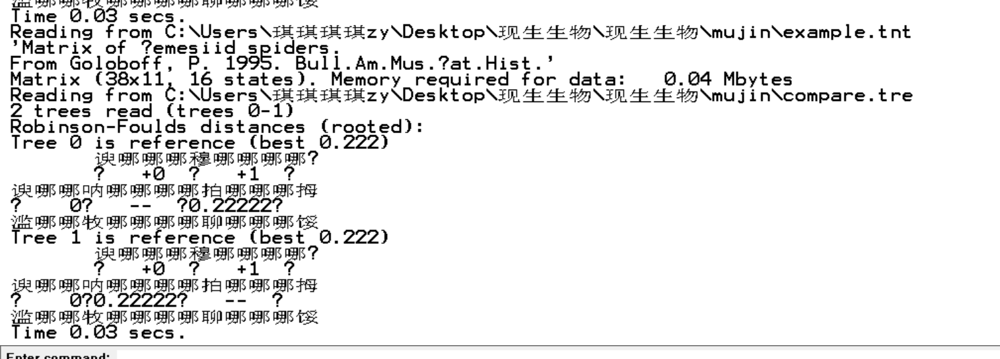 滥哪哪牧哪哪哪哪聊哪哪哪馁
Time 0.03 secs.
Reading from C:\Users\琪琪琪琪zy\Desktop\现生生物\现生生物\mujin\example.tnt
'Matrix of ?emesiid spiders.
From Goloboff, P. 1995. Bull.Am.Mus.?at.Hist.'
Matrix (38x11, 16 states). Memory required for data:   0.04 Mbytes
Reading from C:\Users\琪琪琪琪zy\Desktop\现生生物\现生生物\mujin\compare.tre
2 trees read (trees 0-1)
Robinson-Foulds distances (rooted):
Tree 0 is reference (best 0.222)
谀哪哪哪穆哪哪哪哪?
?   +0  ?   +1  ?
谀哪哪呐哪哪哪哪拍哪哪哪拇
?    0?   --  ?0.22222?
滥哪哪牧哪哪哪哪聊哪哪哪馁
Tree 1 is reference (best 0.222)
谀哪哪哪穆哪哪哪哪?
?   +0  ?   +1  ?
谀哪哪呐哪哪哪哪拍哪哪哪拇
?    0?0.22222?   --  ?
滥哪哪牧哪哪哪哪聊哪哪哪馁
Time 0.03 secs.
Enter command: